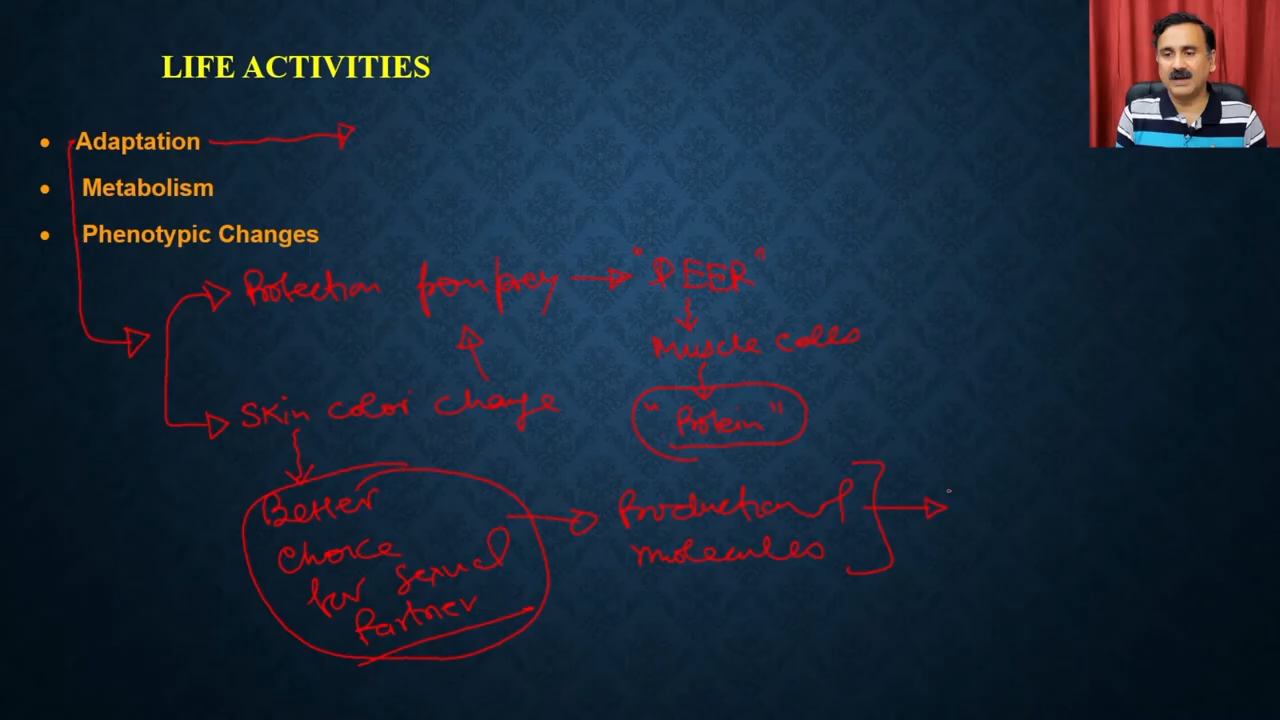 LIFE ACTIVITIES
• Adaptation
• Metabolism
• Phenotypic Changes
Protection from prey
"DEER"
Muscle cells
"Protein"
Skin color change
Better
choice
for sexual
Partner
Production of
molecules